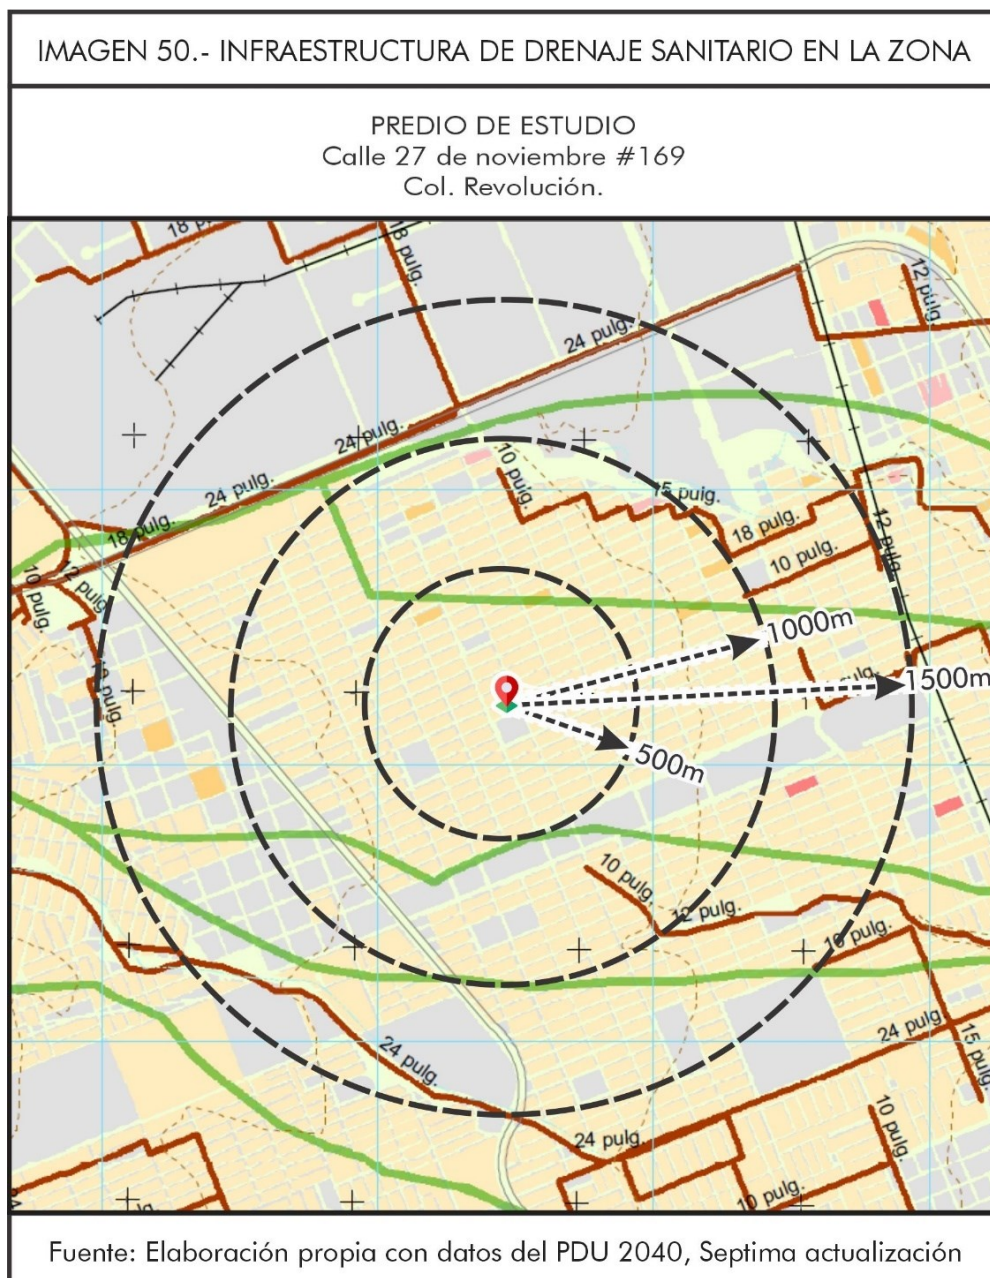 IMAGEN 50.- INFRAESTRUCTURA DE DRENAJE SANITARIO EN LA ZONA
PREDIO DE ESTUDIO
Calle 27 de noviembre #169
Col. Revolución.
18 pulg.
12 pulg.
24 pulg.
24 pulg.
24 pulg.
10 pulg.
15 pulg.
18 pulg.
18 pulg.
12 pulg.
10 pulg.
12 pulg.
10 pulg.
1000m
1500m
500m
10 pulg.
12 pulg.
24 pulg.
24 pulg.
15 pulg.
24 pulg.
10 pulg.
10 pulg.
Fuente: Elaboración propia con datos del PDU 2040, Septima actualización